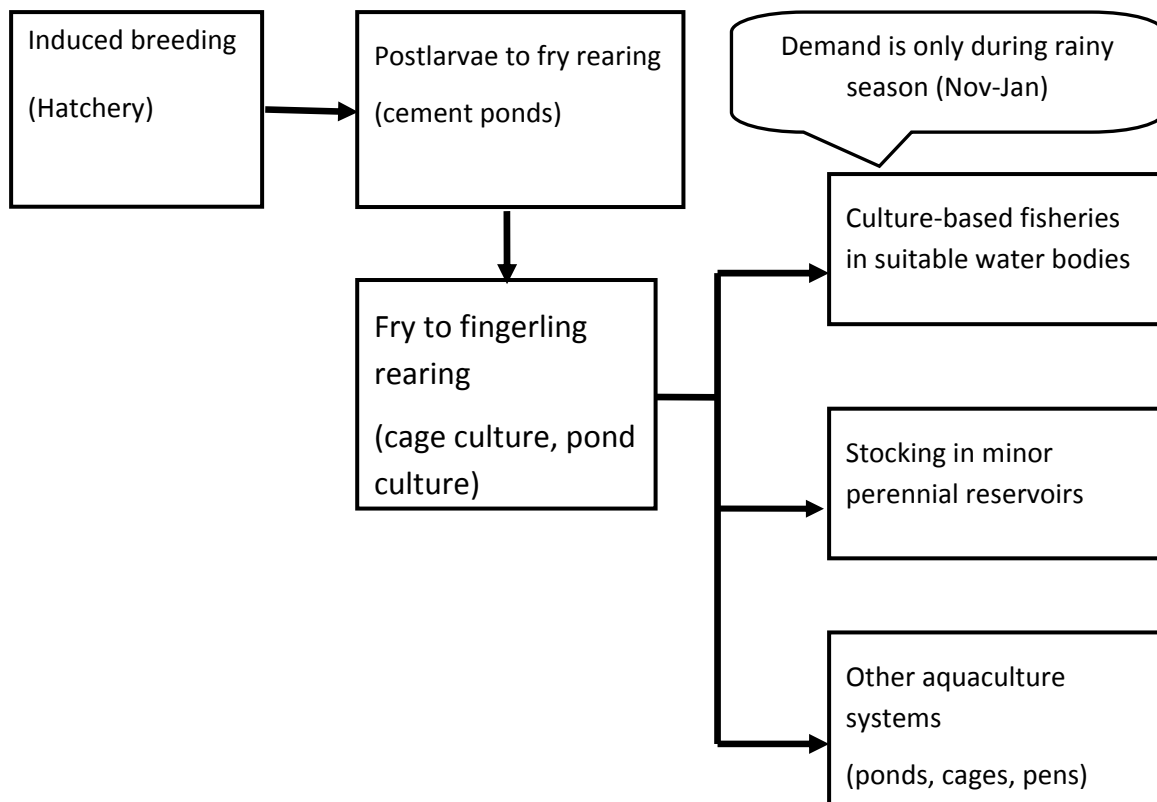 Induced breeding
(Hatchery)
Postlarvae to fry rearing
(cement ponds)
Demand is only during rainy
season (Nov-Jan)
Fry to fingerling
rearing
(cage culture, pond
culture)
Culture-based fisheries
in suitable water bodies
Stocking in minor
perennial reservoirs
Other aquaculture
systems
(ponds, cages, pens)